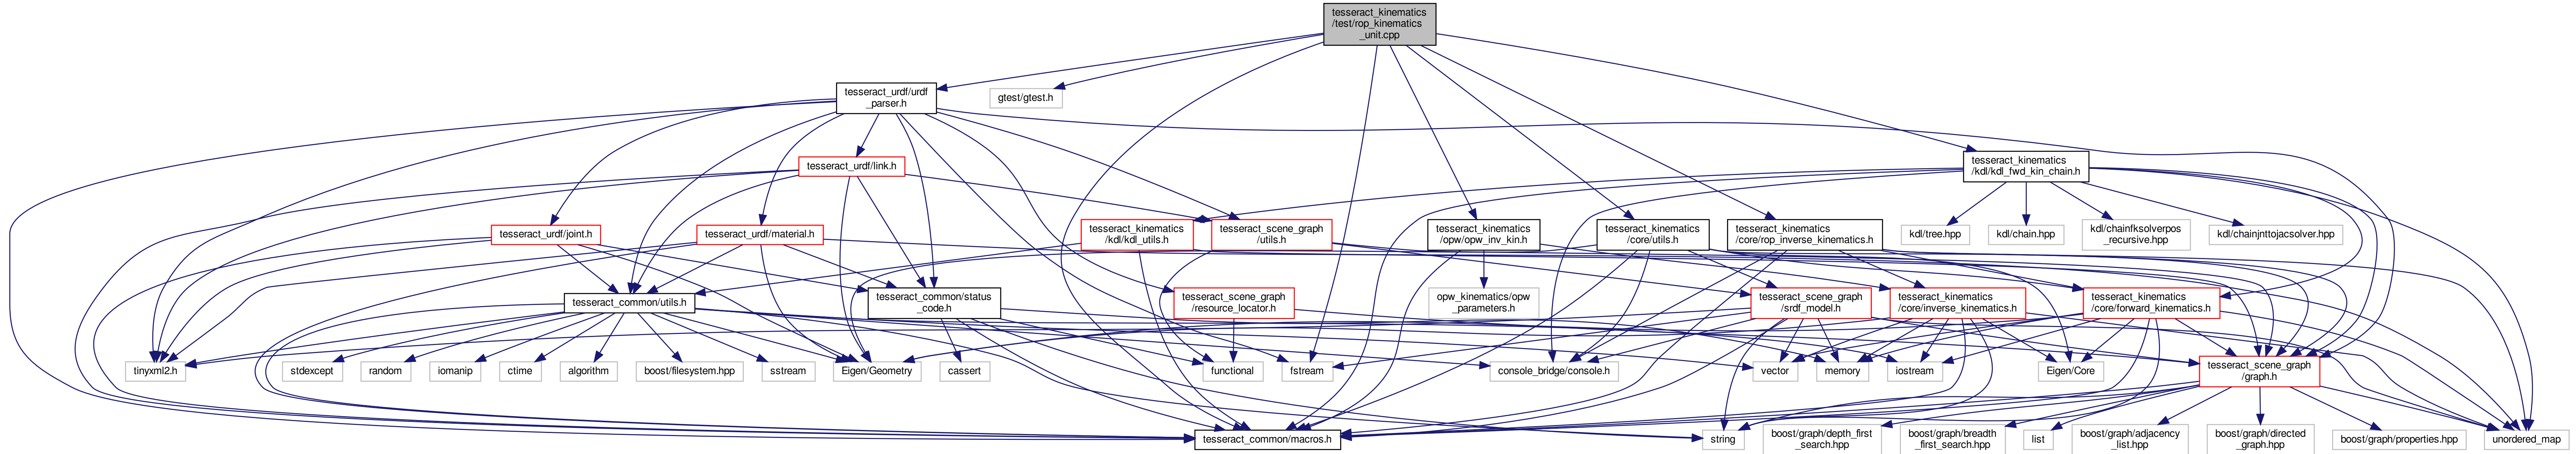 tesseract_kinematics
/test/rop_kinematics
_unit.cpp
tesseract_urdf/urdf
_parser.h
gtest/gtest.h
tesseract_urdf/link.h
tesseract_kinematics
/kdl/kdl_fwd_kin_chain.h
tesseract_urdf/joint.h
tesseract_urdf/material.h
tesseract_kinematics
/kdl/kdl_utils.h
tesseract_scene_graph
/utils.h
tesseract_kinematics
/opw/opw_inv_kin.h
tesseract_kinematics
/core/utils.h
tesseract_kinematics
/core/rop_inverse_kinematics.h
kdl/tree.hpp
kdl/chain.hpp
kdl/chainfksolverpos
_recursive.hpp
kdl/chainjnttojacsolver.hpp
tesseract_common/utils.h
tesseract_common/status
_code.h
tesseract_scene_graph
/resource_locator.h
opw_kinematics/opw
_parameters.h
tesseract_scene_graph
/srdf_model.h
tesseract_kinematics
/core/inverse_kinematics.h
tesseract_kinematics
/core/forward_kinematics.h
tinyxml2.h
stdexcept
random
iomanip
ctime
algorithm
boost/filesystem.hpp
sstream
Eigen/Geometry
cassert
functional
fstream
console_bridge/console.h
vector
memory
iostream
Eigen/Core
tesseract_scene_graph
/graph.h
tesseract_common/macros.h
string
boost/graph/depth_first
_search.hpp
boost/graph/breadth
_first_search.hpp
list
boost/graph/adjacency
_list.hpp
boost/graph/directed
_graph.hpp
boost/graph/properties.hpp
unordered_map